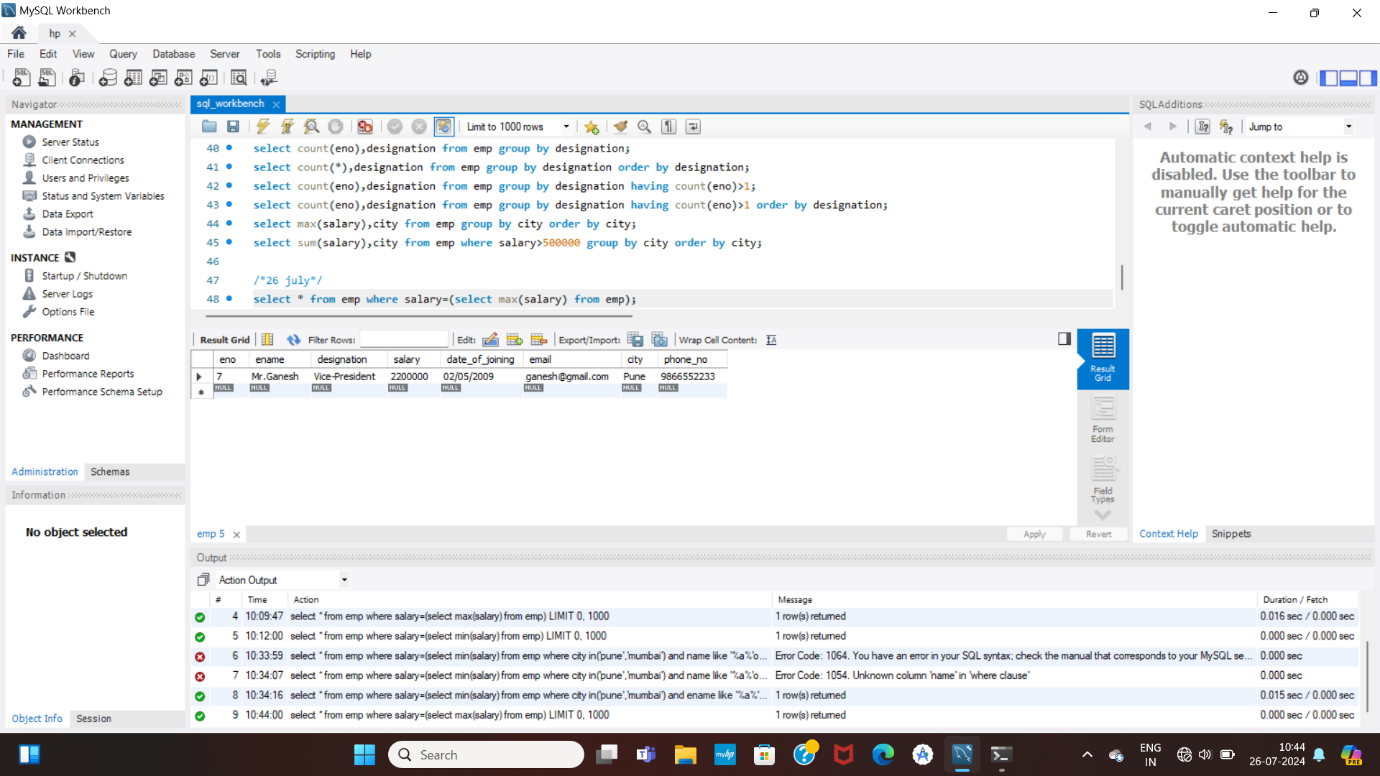 MySQL Workbench
hp
File Edit View Query Database Server Tools Scripting Help
Navigator
MANAGEMENT
Server Status
Client Connections
Users and Privileges
Status and System Variables
Data Export
Data Import/Restore
INSTANCE
Startup / Shutdown
Server Logs
Options File
PERFORMANCE
Dashboard
Performance Reports
Performance Schema Setup
Administration Schemas
Information
No object selected
Object Info Session
sql_workbench
Limit to 1000 rows
40 select count(eno),designation from emp group by designation;
41 select count(*),designation from emp group by designation order by designation;
42 select count(eno),designation from emp group by designation having count(eno)>1;
43 select count(eno),designation from emp group by designation having count(eno)>1 order by designation;
44 select max(salary),city from emp group by city order by city;
45 select sum(salary),city from emp where salary>500000 group by city order by city;
46
47 /*26 july*/
48 select * from emp where salary=(select max(salary) from emp);
Result Grid Filter Rows: Edit: Export/Import: Wrap Cell Content:
eno ename designation salary date_of_joining email city phone_no
7 Mr.Ganesh Vice-President 2200000 02/05/2009 ganesh@gmail.com Pune 9866552233
NULL NULL NULL NULL NULL NULL NULL NULL
Result Grid
Form Editor
Field Types
emp 5 Apply Revert
SQLAdditions
Jump to
Automatic context help is
disabled. Use the toolbar to
manually get help for the
current caret position or to
toggle automatic help.
Context Help Snippets
Output
Action Output
# Time Action Message Duration / Fetch
4 10:09:47 select * from emp where salary=(select max(salary) from emp) LIMIT 0, 1000 1 row(s) returned 0.016 sec / 0.000 sec
5 10:12:00 select * from emp where salary=(select min(salary) from emp) LIMIT 0, 1000 1 row(s) returned 0.000 sec / 0.000 sec
6 10:33:59 select * from emp where salary=(select min(salary) from emp where city in('pune','mumbai') and name like '%a%'o... Error Code: 1064. You have an error in your SQL syntax; check the manual that corresponds to your MySQL se... 0.000 sec
7 10:34:07 select * from emp where salary=(select min(salary) from emp where city in('pune','mumbai') and name like '%a%'o... Error Code: 1054. Unknown column 'name' in 'where clause' 0.000 sec
8 10:34:16 select * from emp where salary=(select min(salary) from emp where city in('pune','mumbai') and ename like '%a%'... 1 row(s) returned 0.015 sec / 0.000 sec
9 10:44:00 select * from emp where salary=(select max(salary) from emp) LIMIT 0, 1000 1 row(s) returned 0.000 sec / 0.000 sec
Search
ENG
IN
10:44
26-07-2024